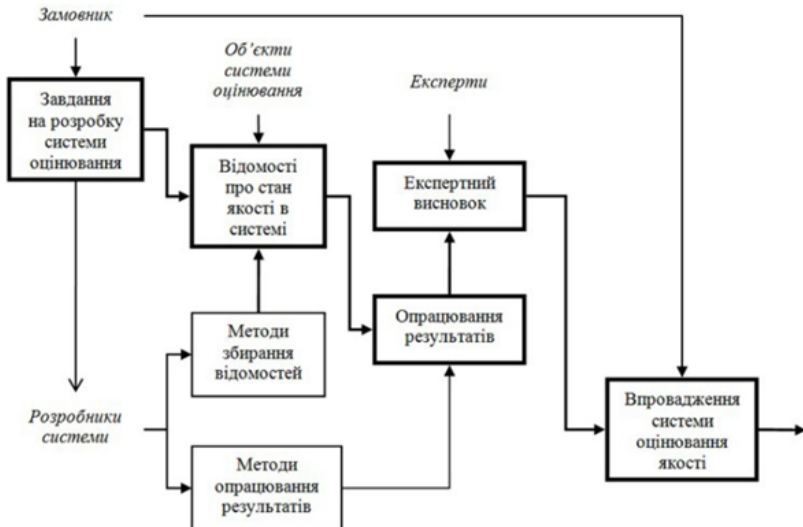 Замовник
Завдання
на розробку
системи
оцінювання
Об’єкти
системи
оцінювання
Експерти
Відомості
про стан
якості в
системі
Експертний
висновок
Методи
збирання
відомостей
Опрацювання
результатів
Розробники
системи
Методи
опрацювання
результатів
Впровадження
системи
оцінювання
якості